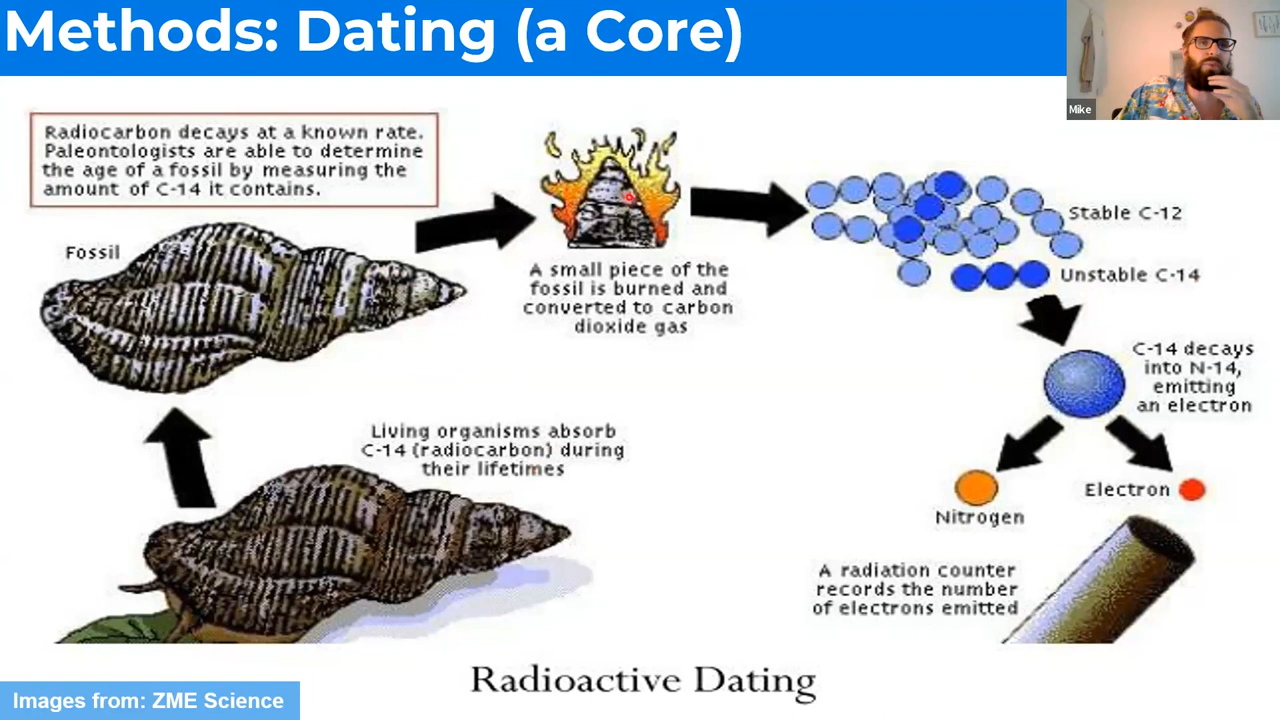 Methods: Dating (a Core)
Mike
Radiocarbon decays at a known rate.
Paleontologists are able to determine
the age of a fossil by measuring the
amount of C-14 it contains.
Fossil
A small piece of the
fossil is burned and
converted to carbon
dioxide gas
Stable C-12
Unstable C-14
C-14 decays
into N-14,
emitting
an electron
Living organisms absorb
C-14 (radiocarbon) during
their lifetimes
Nitrogen
Electron
A radiation counter
records the number
of electrons emitted
Radioactive Dating
Images from: ZME Science